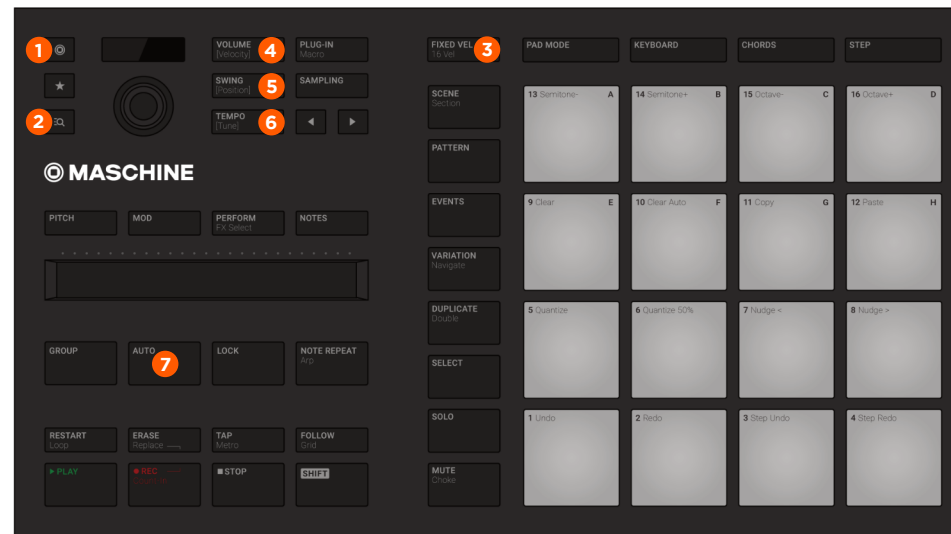 1
VOLUME
[Velocity]
4
PLUG-IN
Macro
FIXED VEL
16 Vel
3
PAD MODE
KEYBOARD
CHORDS
STEP
SWING
[Position]
5
SAMPLING
2
TEMPO
[Tune]
6
SCENE
Section
13 Semitone- A
14 Semitone+ B
15 Octave- C
16 Octave+ D
PATTERN
MASCHINE
EVENTS
9 Clear E
10 Clear Auto F
11 Copy G
12 Paste H
PITCH
MOD
PERFORM
FX Select
NOTES
VARIATION
Navigate
DUPLICATE
Double
5 Quantize
6 Quantize 50%
7 Nudge <
8 Nudge >
GROUP
AUTO
7
LOCK
NOTE REPEAT
Arp
SELECT
SOLO
1 Undo
2 Redo
3 Step Undo
4 Step Redo
RESTART
Loop
ERASE
Replace
TAP
Metro
FOLLOW
Grid
PLAY
REC
STOP
SHIFT
MUTE
Choke